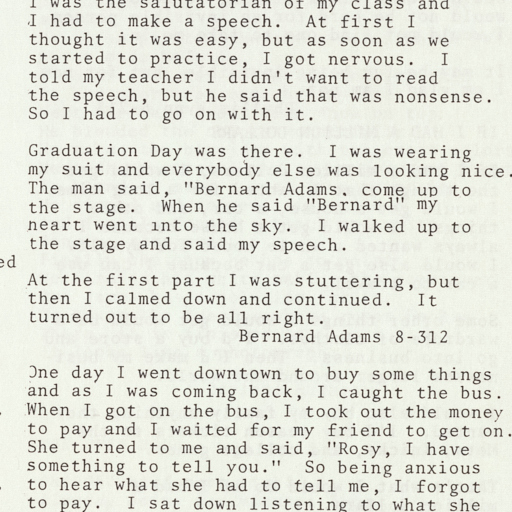 I was the salutatorian of my class and
I had to make a speech.  At first I
thought it was easy, but as soon as we
started to practice, I got nervous.  I
told my teacher I didn't want to read
the speech, but he said that was nonsense.
So I had to go on with it.
Graduation Day was there.  I was wearing
my suit and everybody else was looking nice.
The man said, "Bernard Adams. come up to
the stage.  When he said "Bernard" my
heart went into the sky.  I walked up to
the stage and said my speech.
ed
At the first part I was stuttering, but
then I calmed down and continued.  It
turned out to be all right.
Bernard Adams 8-312
One day I went downtown to buy some things
and as I was coming back, I caught the bus.
When I got on the bus, I took out the money
to pay and I waited for my friend to get on.
She turned to me and said, "Rosy, I have
something to tell you."  So being anxious
to hear what she had to tell me, I forgot
to pay.  I sat down listening to what she